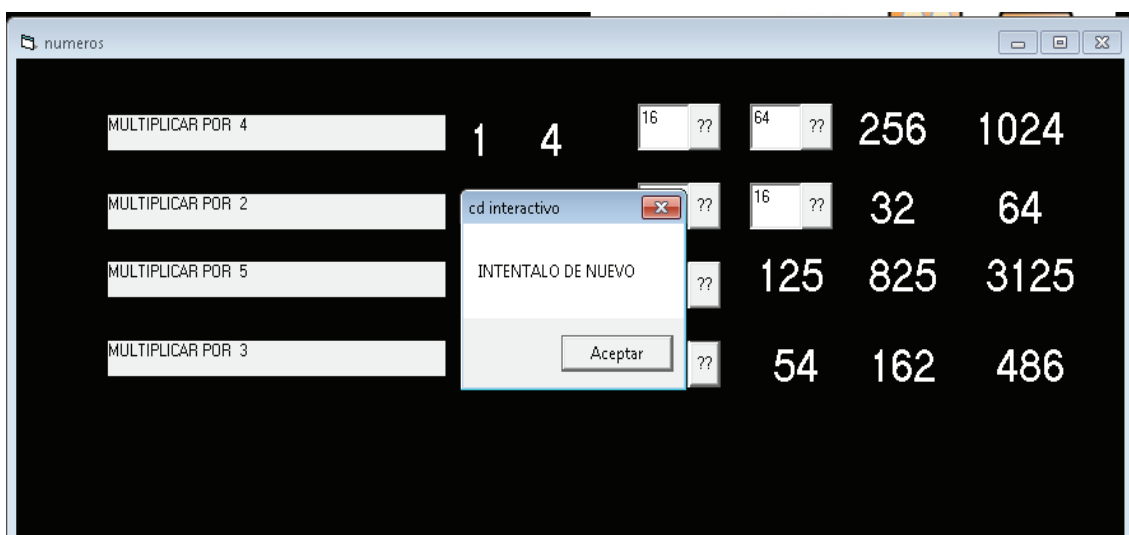 numeros
MULTIPLICAR POR 4 1 4 16 ?? 64 ?? 256 1024
MULTIPLICAR POR 2 ?? 16 ?? 32 64
MULTIPLICAR POR 5 ?? 125 825 3125
MULTIPLICAR POR 3 ?? 54 162 486
cd interactivo
INTENTALO DE NUEVO
Aceptar